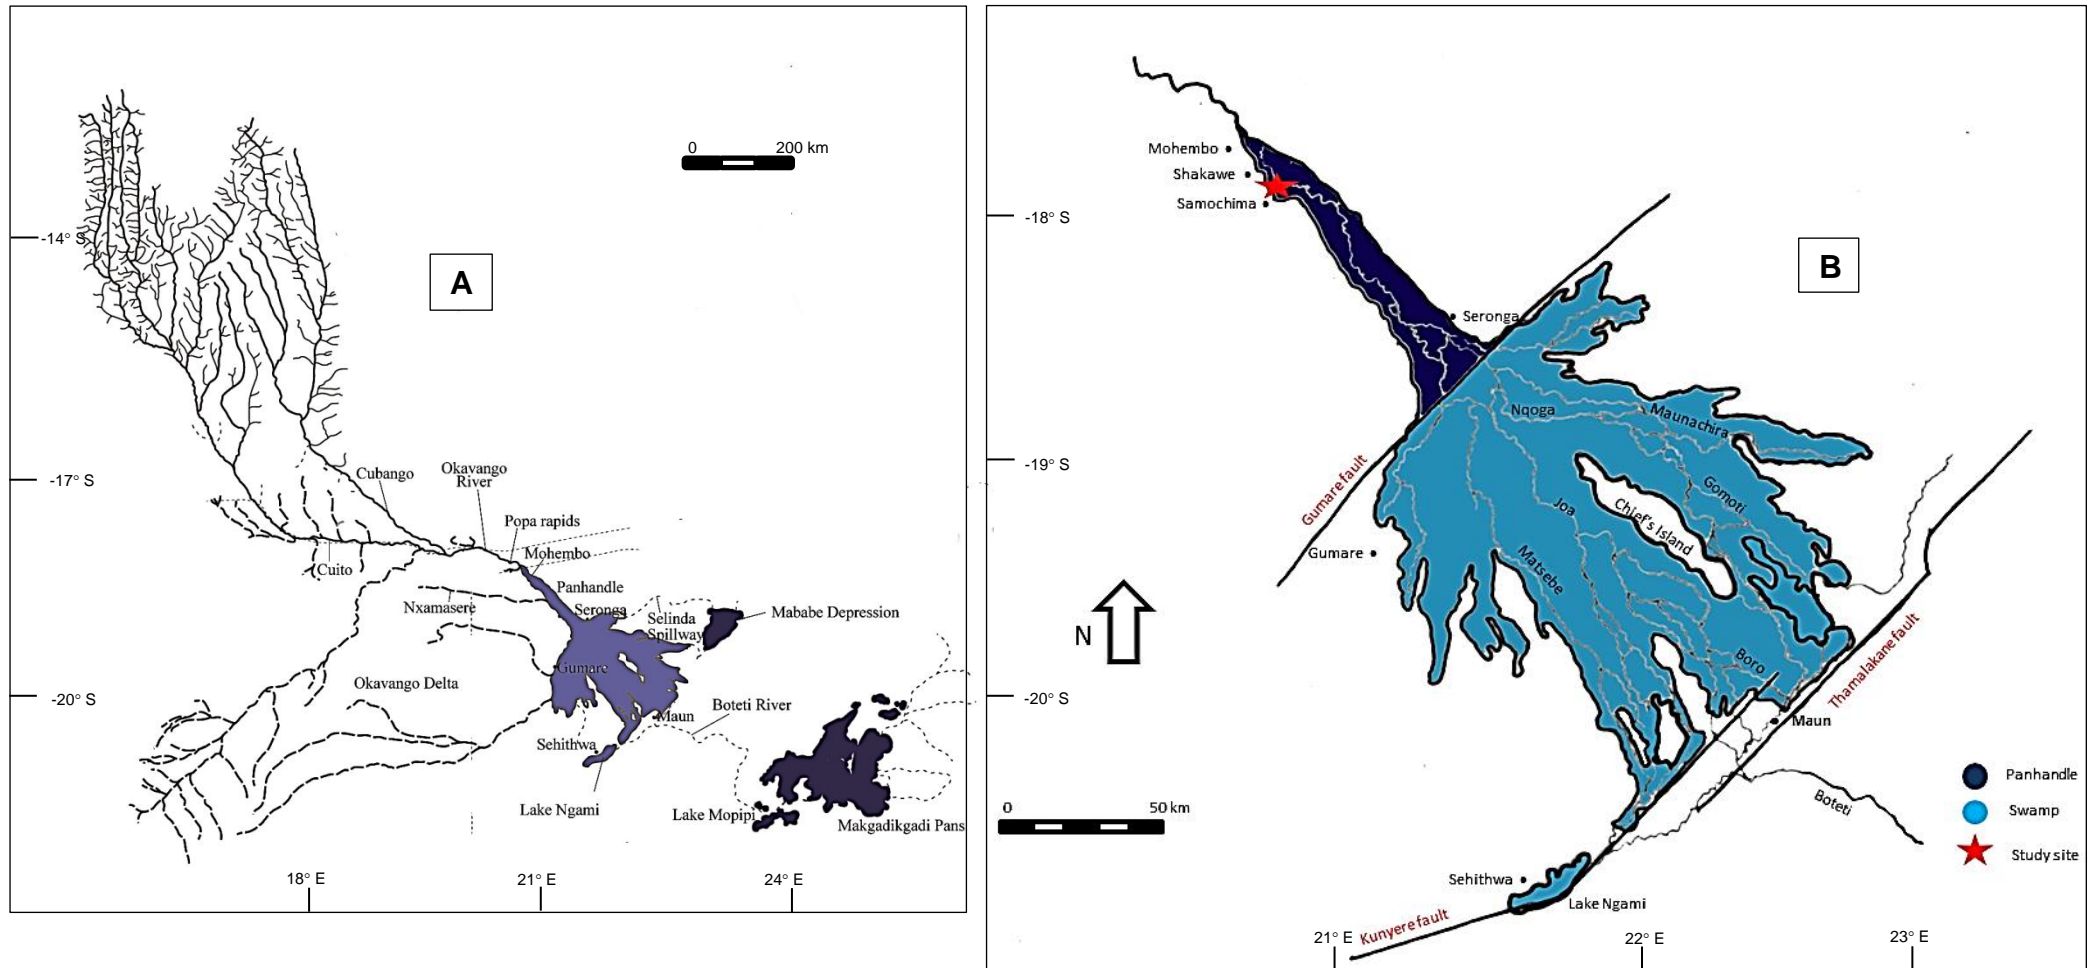 0 200 km
A
-14° S
-17° S
-20° S
Cubango
Okavango
River
Popa rapids
Mohembo
Cuito
Panhandle
Nxamasere
Seronga
Selinda
Spillway
Mababe Depression
Gumare
Okavango Delta
Maun
Boteti River
Sehithwa
Lake Ngami
Lake Mopipi
Makgadikgadi Pans
18° E
21° E
24° E
B
Mohembo
Shakawe
Samochima
-18° S
Seronga
Nqoga
Maunachira
-19° S
Gumare fault
Gomoti
Joa
Chief's Island
Gumare
Matsebe
N
Boro
Thamalakane fault
-20° S
Maun
Panhandle
Swamp
Study site
0 50 km
Boteti
Sehithwa
Lake Ngami
Kunyere fault
21° E
22° E
23° E